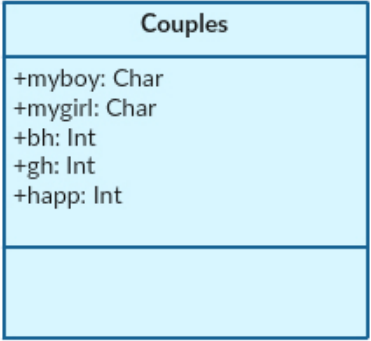 Couples
+myboy: Char
+mygirl: Char
+bh: Int
+gh: Int
+happ: Int